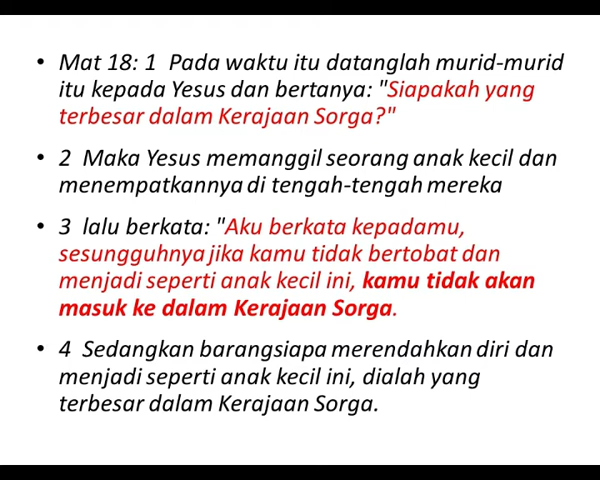 • Mat 18: 1  Pada waktu itu datanglah murid-murid
itu kepada Yesus dan bertanya: "Siapakah yang
terbesar dalam Kerajaan Sorga?"
• 2  Maka Yesus memanggil seorang anak kecil dan
menempatkannya di tengah-tengah mereka
• 3  lalu berkata: "Aku berkata kepadamu,
sesungguhnya jika kamu tidak bertobat dan
menjadi seperti anak kecil ini, kamu tidak akan
masuk ke dalam Kerajaan Sorga.
• 4  Sedangkan barangsiapa merendahkan diri dan
menjadi seperti anak kecil ini, dialah yang
terbesar dalam Kerajaan Sorga.